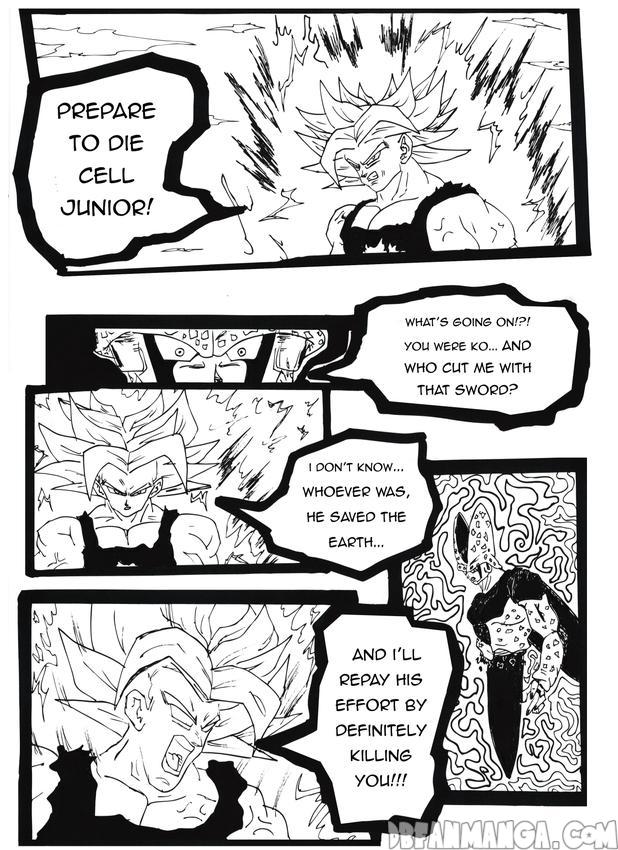 PREPARE
TO DIE
CELL
JUNIOR!
WHAT'S GOING ON!?!
YOU WERE KO... AND
WHO CUT ME WITH
THAT SWORD?
I DON'T KNOW...
WHOEVER WAS,
HE SAVED THE
EARTH...
AND I'LL
REPAY HIS
EFFORT BY
DEFINITELY
KILLING
YOU!!!
DBFANMANGA.COM